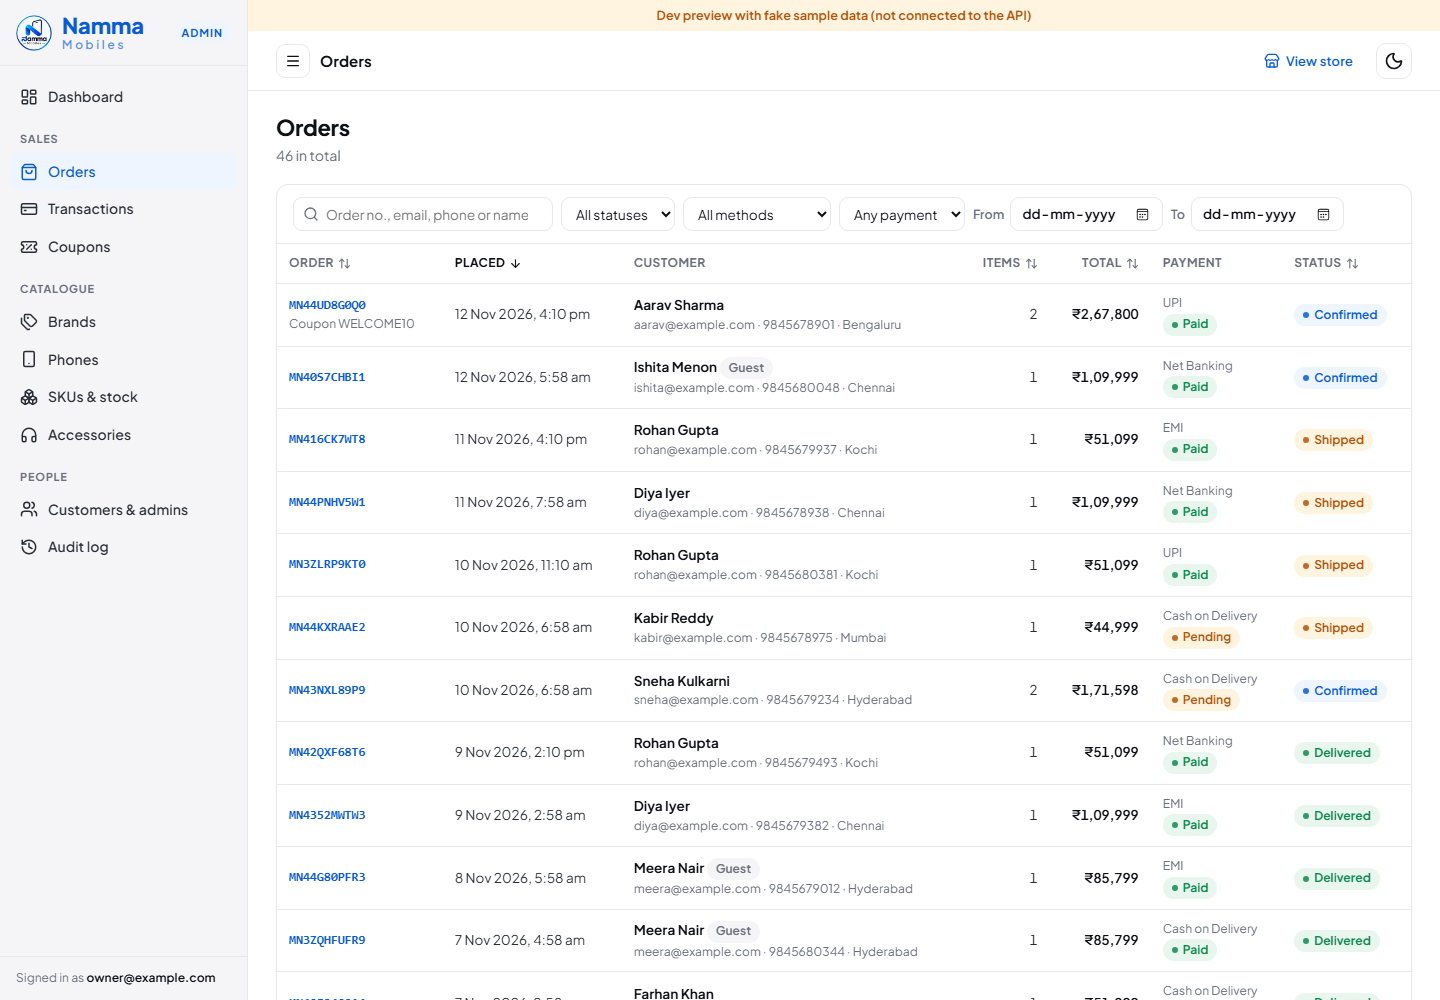 Dev preview with fake sample data (not connected to the API)
Namma
Mobiles
ADMIN
Dashboard
SALES
Orders
Transactions
Coupons
CATALOGUE
Brands
Phones
SKUs & stock
Accessories
PEOPLE
Customers & admins
Audit log
Signed in as owner@example.com
Orders
View store
Orders
46 in total
Order no., email, phone or name All statuses All methods Any payment From dd-mm-yyyy To dd-mm-yyyy
ORDER PLACED CUSTOMER ITEMS TOTAL PAYMENT STATUS
MN44UD8G0Q0 12 Nov 2026, 4:10 pm Aarav Sharma 2 ₹2,67,800 UPI Confirmed
Coupon WELCOME10 aarav@example.com · 9845678901 · Bengaluru Paid
MN40S7CHBI1 12 Nov 2026, 5:58 am Ishita Menon Guest 1 ₹1,09,999 Net Banking Confirmed
ishita@example.com · 9845680048 · Chennai Paid
MN416CK7WT8 11 Nov 2026, 4:10 pm Rohan Gupta 1 ₹51,099 EMI Shipped
rohan@example.com · 9845679937 · Kochi Paid
MN44PNHV5W1 11 Nov 2026, 7:58 am Diya Iyer 1 ₹1,09,999 Net Banking Shipped
diya@example.com · 9845678938 · Chennai Paid
MN3ZLRP9KT0 10 Nov 2026, 11:10 am Rohan Gupta 1 ₹51,099 UPI Shipped
rohan@example.com · 9845680381 · Kochi Paid
MN44KXRAAE2 10 Nov 2026, 6:58 am Kabir Reddy 1 ₹44,999 Cash on Delivery Shipped
kabir@example.com · 9845678975 · Mumbai Pending
MN43NXL89P9 10 Nov 2026, 6:58 am Sneha Kulkarni 2 ₹1,71,598 Cash on Delivery Confirmed
sneha@example.com · 9845679234 · Hyderabad Pending
MN42QXF68T6 9 Nov 2026, 2:10 pm Rohan Gupta 1 ₹51,099 Net Banking Delivered
rohan@example.com · 9845679493 · Kochi Paid
MN4352MWTW3 9 Nov 2026, 2:58 am Diya Iyer 1 ₹1,09,999 EMI Delivered
diya@example.com · 9845679382 · Chennai Paid
MN44G80PFR3 8 Nov 2026, 5:58 am Meera Nair Guest 1 ₹85,799 EMI Delivered
meera@example.com · 9845679012 · Hyderabad Paid
MN3ZQHFUFR9 7 Nov 2026, 4:58 am Meera Nair Guest 1 ₹85,799 Cash on Delivery Delivered
meera@example.com · 9845680344 · Hyderabad Paid
Farhan Khan Cash on Delivery